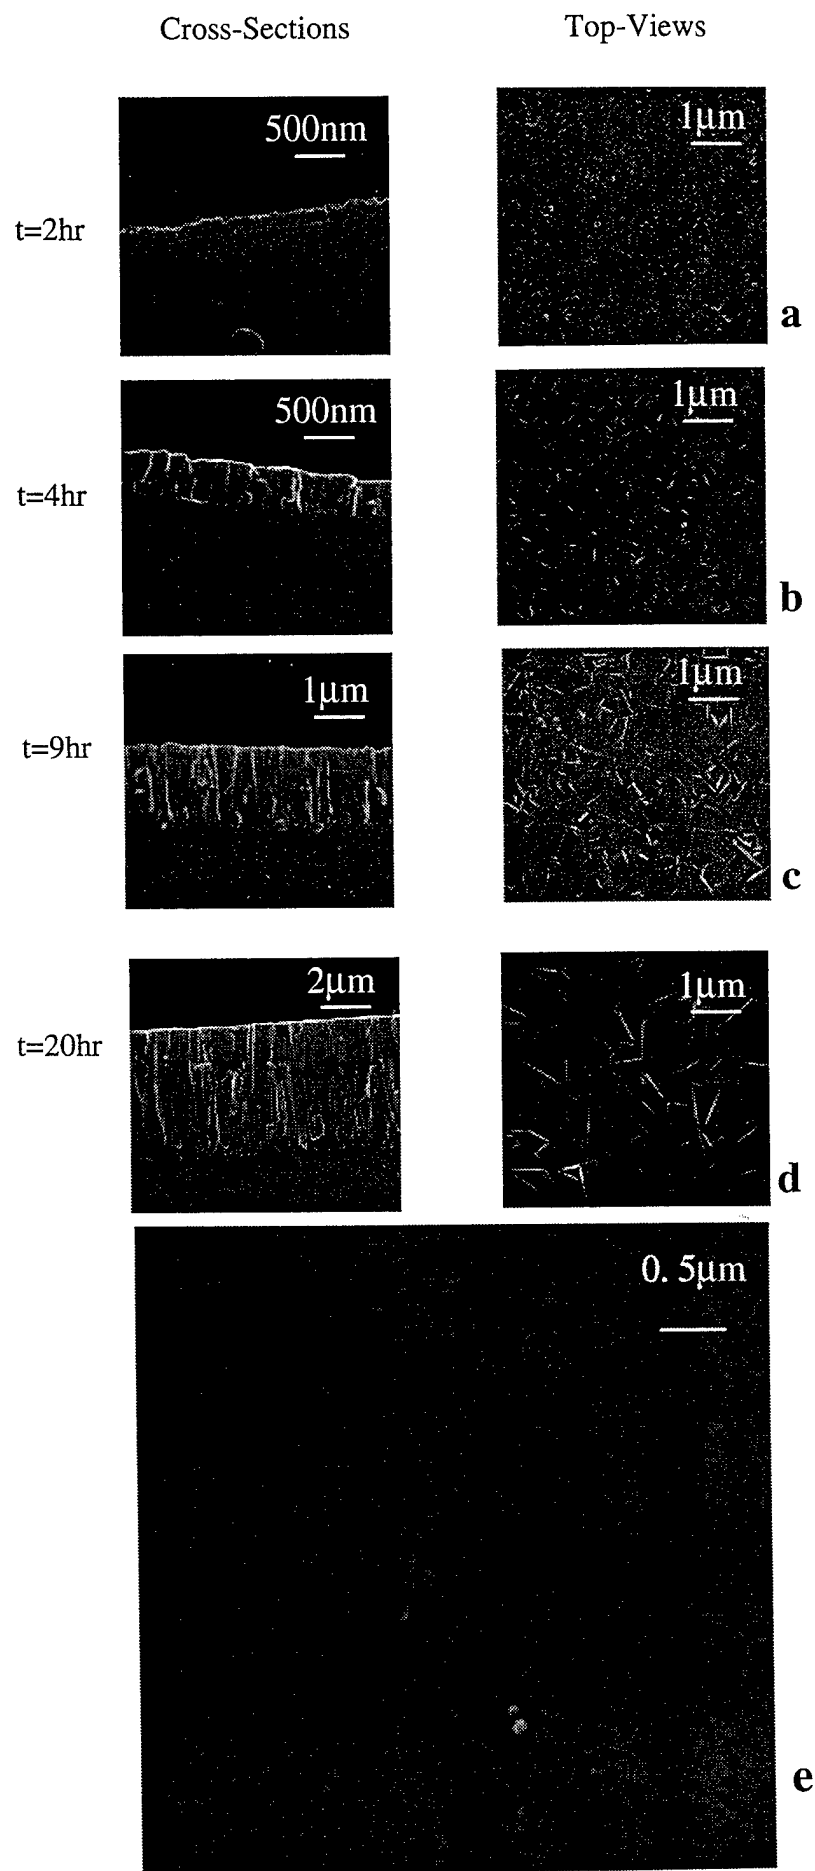 Cross-Sections Top-Views
500nm 1μm
t=2hr
a
500nm 1μm
t=4hr
b
1μm 1μm
t=9hr
c
2μm 1μm
t=20hr
d
0. 5μm
e